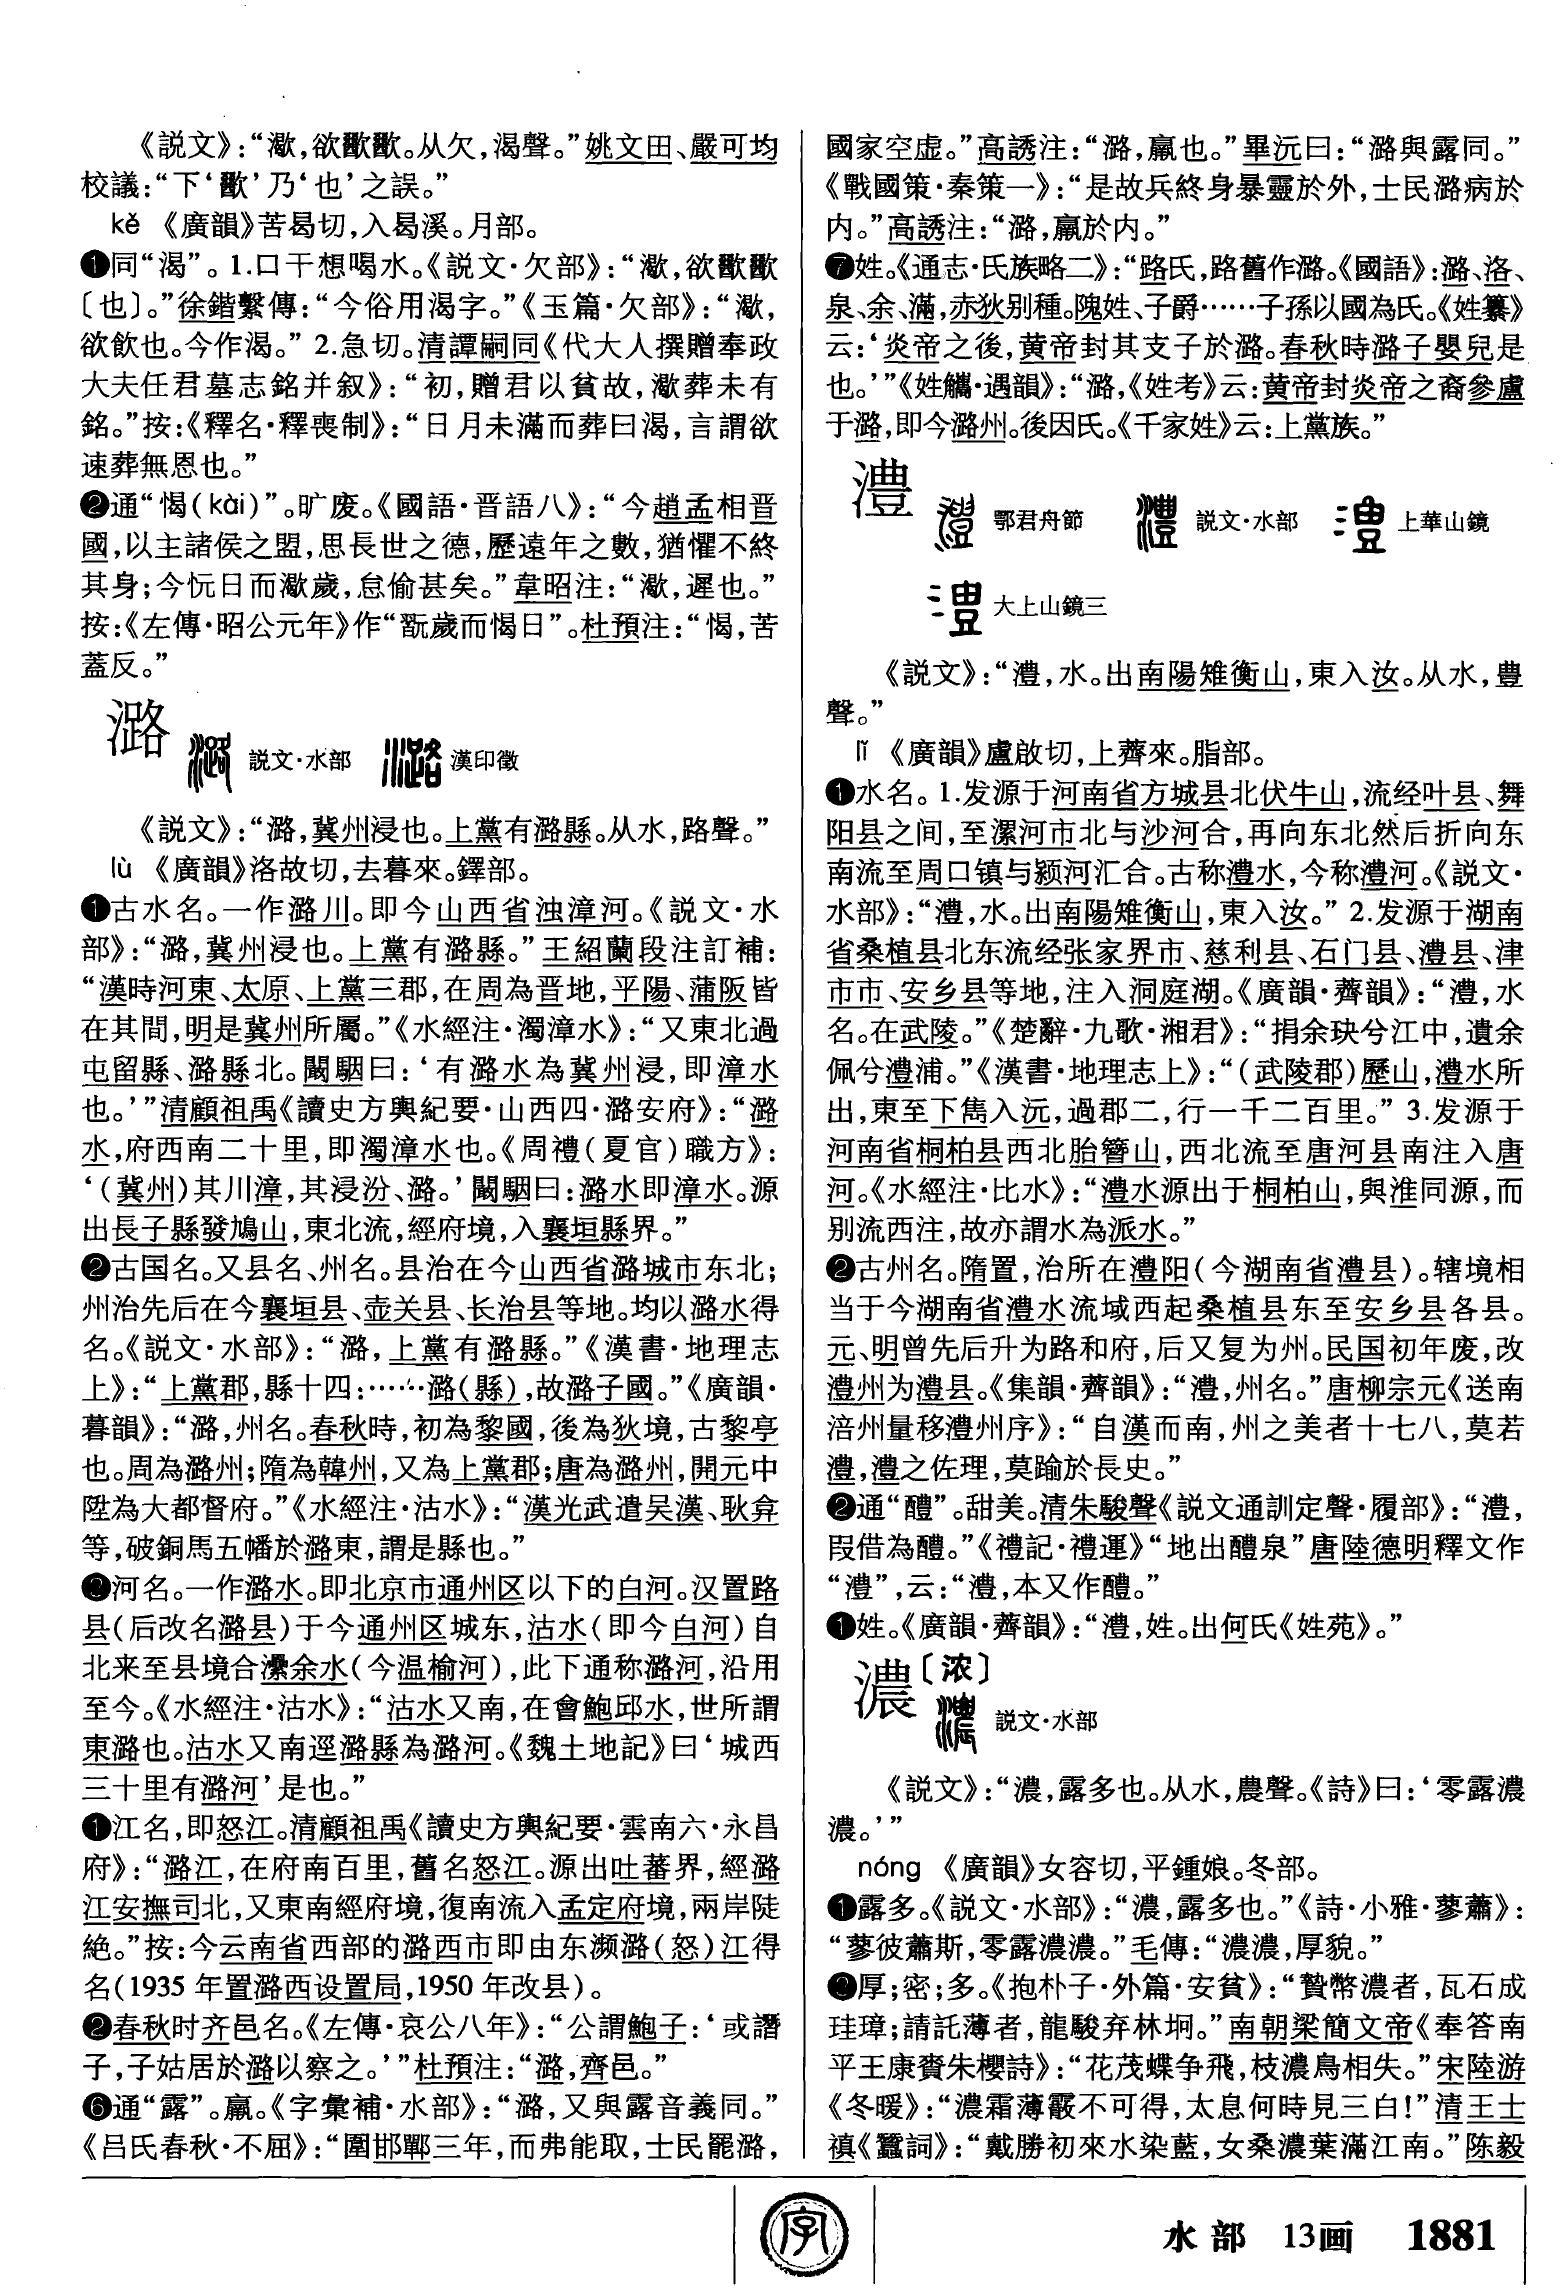 《説文》：“㵣，欲歠歠。从欠，渴聲。”姚文田、嚴可均
校議：“下‘歠’乃‘也’之誤。”
kě 《廣韻》苦曷切，入曷溪。月部。
❶同“渴”。1.口干想喝水。《説文·欠部》：“㵣，欲歠歠
〔也〕。”徐鍇繫傳：“今俗用渴字。”《玉篇·欠部》：“㵣，
欲飲也。今作渴。” 2.急切。清譚嗣同《代大人撰贈奉政
大夫任君墓志銘并叙》：“初，贈君以貧故，㵣葬未有
銘。”按：《釋名·釋喪制》：“日月未滿而葬曰渴，言謂欲
速葬無恩也。”
❷通“愒(kài)”。旷废。《國語·晋語八》：“今趙孟相晋
國，以主諸侯之盟，思長世之德，歷遠年之數，猶懼不終
其身；今忨日而㵣歲，怠偷甚矣。”韋昭注：“㵣，遲也。”
按：《左傳·昭公元年》作“翫歲而愒日”。杜預注：“愒，苦
蓋反。”
潞 説文·水部 漢印徵
《説文》：“潞，冀州浸也。上黨有潞縣。从水，路聲。”
lù 《廣韻》洛故切，去暮來。鐸部。
❶古水名。一作潞川。即今山西省浊漳河。《説文·水
部》：“潞，冀州浸也。上黨有潞縣。”王紹蘭段注訂補：
“漢時河東、太原、上黨三郡，在周為晋地，平陽、蒲阪皆
在其間，明是冀州所屬。”《水經注·濁漳水》：“又東北過
屯留縣、潞縣北。闞駰曰：‘有潞水為冀州浸，即漳水
也。’”清顧祖禹《讀史方輿紀要·山西四·潞安府》：“潞
水，府西南二十里，即濁漳水也。《周禮(夏官)職方》：
‘(冀州)其川漳，其浸汾、潞。’闞駰曰：潞水即漳水。源
出長子縣發鳩山，東北流，經府境，入襄垣縣界。”
❷古国名。又县名、州名。县治在今山西省潞城市东北；
州治先后在今襄垣县、壶关县、长治县等地。均以潞水得
名。《説文·水部》：“潞，上黨有潞縣。”《漢書·地理志
上》：“上黨郡，縣十四：……潞(縣)，故潞子國。”《廣韻·
暮韻》：“潞，州名。春秋時，初為黎國，後為狄境，古黎亭
也。周為潞州；隋為韓州，又為上黨郡；唐為潞州，開元中
陞為大都督府。”《水經注·沽水》：“漢光武遣吴漢、耿弇
等，破銅馬五幡於潞東，謂是縣也。”
❸河名。一作潞水。即北京市通州区以下的白河。汉置路
县(后改名潞县)于今通州区城东，沽水(即今白河)自
北来至县境合㶟余水(今温榆河)，此下通称潞河，沿用
至今。《水經注·沽水》：“沽水又南，在會鮑邱水，世所謂
東潞也。沽水又南逕潞縣為潞河。《魏土地記》曰‘城西
三十里有潞河’是也。”
❶江名，即怒江。清顧祖禹《讀史方輿紀要·雲南六·永昌
府》：“潞江，在府南百里，舊名怒江。源出吐蕃界，經潞
江安撫司北，又東南經府境，復南流入孟定府境，兩岸陡
絶。”按：今云南省西部的潞西市即由东濒潞(怒)江得
名(1935 年置潞西设置局，1950 年改县)。
❷春秋时齐邑名。《左傳·哀公八年》：“公謂鮑子：‘或譖
子，子姑居於潞以察之。’”杜預注：“潞，齊邑。”
❻通“露”。羸。《字彙補·水部》：“潞，又與露音義同。”
《吕氏春秋·不屈》：“圍邯鄲三年，而弗能取，士民罷潞，
國家空虚。”高誘注：“潞，羸也。”畢沅曰：“潞與露同。”
《戰國策·秦策一》：“是故兵終身暴靈於外，士民潞病於
内。”高誘注：“潞，羸於内。”
❼姓。《通志·氏族略二》：“路氏，路舊作潞。《國語》：潞、洛、
泉、余、滿，赤狄别種。隗姓、子爵……子孫以國為氏。《姓纂》
云：‘炎帝之後，黄帝封其支子於潞。春秋時潞子嬰兒是
也。’”《姓觿·遇韻》：“潞，《姓考》云：黄帝封炎帝之裔參盧
于潞，即今潞州。後因氏。《千家姓》云：上黨族。”
澧 鄂君舟節 説文·水部 上華山鏡
大上山鏡三
《説文》：“澧，水。出南陽雉衡山，東入汝。从水，豊
聲。”
lǐ 《廣韻》盧啟切，上薺來。脂部。
❶水名。1.发源于河南省方城县北伏牛山，流经叶县、舞
阳县之间，至漯河市北与沙河合，再向东北然后折向东
南流至周口镇与颍河汇合。古称澧水，今称澧河。《説文·
水部》：“澧，水。出南陽雉衡山，東入汝。” 2.发源于湖南
省桑植县北东流经张家界市、慈利县、石门县、澧县、津
市市、安乡县等地，注入洞庭湖。《廣韻·薺韻》：“澧，水
名。在武陵。”《楚辭·九歌·湘君》：“捐余玦兮江中，遺余
佩兮澧浦。”《漢書·地理志上》：“(武陵郡)歷山，澧水所
出，東至下雋入沅，過郡二，行一千二百里。” 3.发源于
河南省桐柏县西北胎簪山，西北流至唐河县南注入唐
河。《水經注·比水》：“澧水源出于桐柏山，與淮同源，而
别流西注，故亦謂水為派水。”
❷古州名。隋置，治所在澧阳(今湖南省澧县)。辖境相
当于今湖南省澧水流域西起桑植县东至安乡县各县。
元、明曾先后升为路和府，后又复为州。民国初年废，改
澧州为澧县。《集韻·薺韻》：“澧，州名。”唐柳宗元《送南
涪州量移澧州序》：“自漢而南，州之美者十七八，莫若
澧，澧之佐理，莫踰於長史。”
❷通“醴”。甜美。清朱駿聲《説文通訓定聲·履部》：“澧，
叚借為醴。”《禮記·禮運》“地出醴泉”唐陸德明釋文作
“澧”，云：“澧，本又作醴。”
❶姓。《廣韻·薺韻》：“澧，姓。出何氏《姓苑》。”
濃〔浓〕 説文·水部
《説文》：“濃，露多也。从水，農聲。《詩》曰：‘零露濃
濃。’”
nóng 《廣韻》女容切，平鍾娘。冬部。
❶露多。《説文·水部》：“濃，露多也。”《詩·小雅·蓼蕭》：
“蓼彼蕭斯，零露濃濃。”毛傳：“濃濃，厚貌。”
❷厚；密；多。《抱朴子·外篇·安貧》：“贄幣濃者，瓦石成
珪璋；請託薄者，龍駿弃林坰。”南朝梁簡文帝《奉答南
平王康賚朱櫻詩》：“花茂蝶争飛，枝濃鳥相失。”宋陸游
《冬暖》：“濃霜薄霰不可得，太息何時見三白！”清王士
禛《蠶詞》：“戴勝初來水染藍，女桑濃葉滿江南。”陈毅
字
水部 13画 1881